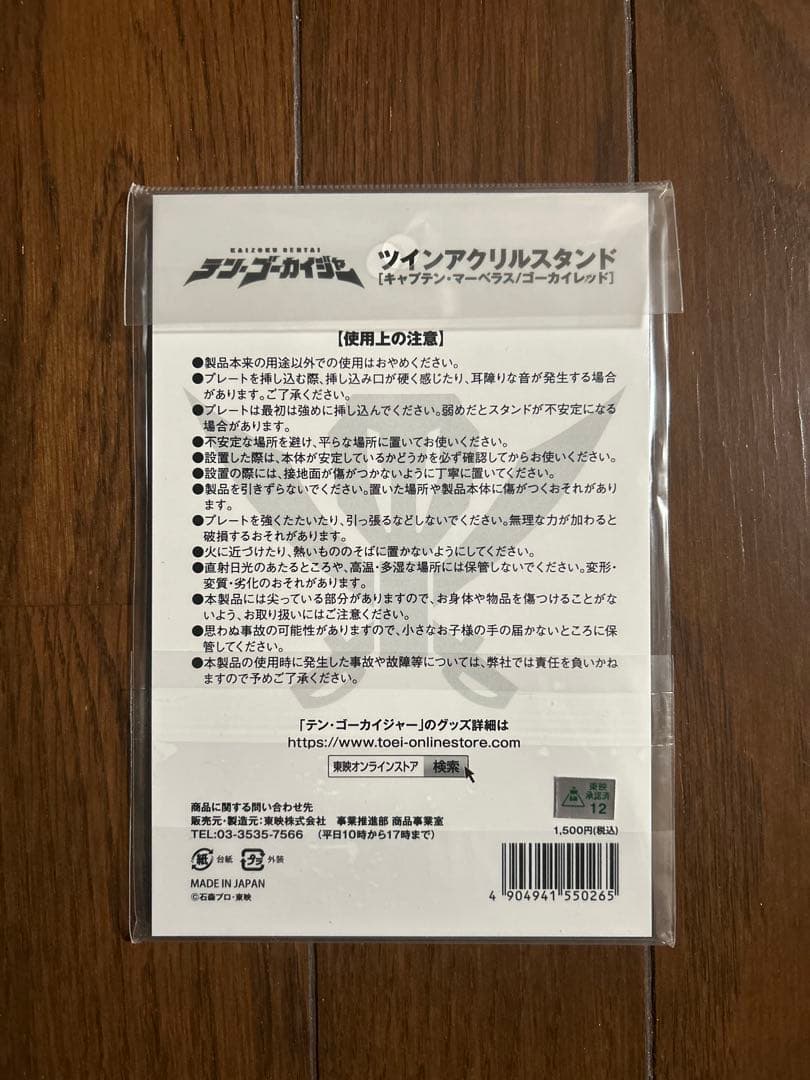 KAIZOKU SENTAI
テン・ゴーカイジャー
ツインアクリルスタンド
[キャプテン・マーベラス/ゴーカイレッド]
【使用上の注意】
●製品本来の用途以外での使用はおやめください。
●プレートを挿し込む際、挿し込み口が硬く感じたり、耳障りな音が発生する場合
があります。ご了承ください。
●プレートは最初は強めに挿し込んでください。弱めだとスタンドが不安定になる
場合があります。
●不安定な場所を避け、平らな場所に置いてお使いください。
●設置した際は、本体が安定しているかどうかを必ず確認してからお使いください。
●設置の際には、接地面が傷がつかないように丁寧に置いてください。
●製品を引きずらないでください。置いた場所や製品本体に傷がつくおそれがあり
ます。
●プレートを強くたたいたり、引っ張るなどしないでください。無理な力が加わると
破損するおそれがあります。
●火に近づけたり、熱いもののそばに置かないようにしてください。
●直射日光のあたるところや、高温・多湿な場所には保管しないでください。変形・
変質・劣化のおそれがあります。
●本製品には尖っている部分がありますので、お身体や物品を傷つけることがな
いよう、お取り扱いにはご注意ください。
●思わぬ事故の可能性がありますので、小さなお子様の手の届かないところに保
管してください。
●本製品の使用時に発生した事故や故障等については、弊社では責任を負いかね
ますので予めご了承ください。
「テン・ゴーカイジャー」のグッズ詳細は
https://www.toei-onlinestore.com
東映オンラインストア 検索
東映
承認済
12
1,500円(税込)
商品に関する問い合わせ先
販売元・製造元:東映株式会社 事業推進部 商品事業室
TEL:03-3535-7566 (平日10時から17時まで)
紙 台紙 プラ 外装
MADE IN JAPAN
©石森プロ・東映
4 904941 550265